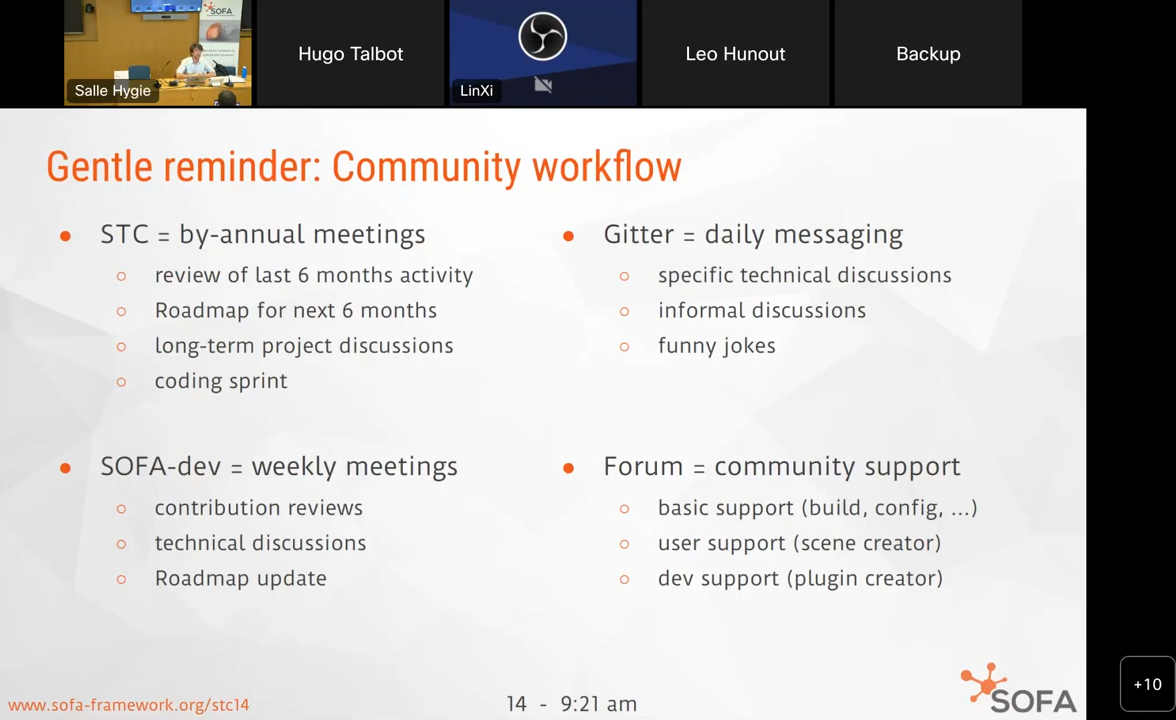 SOFA
Salle Hygie
Hugo Talbot
LinXi
Leo Hunout
Backup
Gentle reminder: Community workflow
STC = by-annual meetings
review of last 6 months activity
Roadmap for next 6 months
long-term project discussions
coding sprint
Gitter = daily messaging
specific technical discussions
informal discussions
funny jokes
SOFA-dev = weekly meetings
contribution reviews
technical discussions
Roadmap update
Forum = community support
basic support (build, config, ...)
user support (scene creator)
dev support (plugin creator)
www.sofa-framework.org/stc14
14 - 9:21 am
SOFA
+10